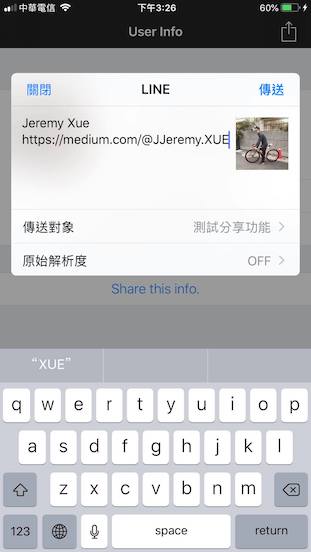 中華電信
下午3:26
60%
User Info
關閉
LINE
傳送
Jeremy Xue
https://medium.com/@JJeremy.XUE
傳送對象
測試分享功能
原始解析度
OFF
Share this info.
“XUE”
q w e r t y u i o p
a s d f g h j k l
z x c v b n m
123
space
return